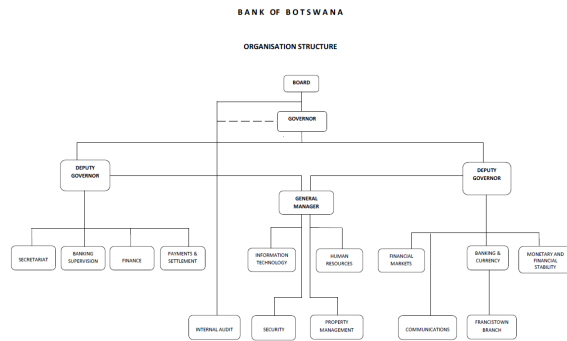 BANK OF BOTSWANA
ORGANISATION STRUCTURE
BOARD
GOVERNOR
DEPUTY
GOVERNOR
DEPUTY
GOVERNOR
GENERAL
MANAGER
SECRETARIAT
BANKING
SUPERVISION
FINANCE
PAYMENTS &
SETTLEMENT
INFORMATION
TECHNOLOGY
HUMAN
RESOURCES
FINANCIAL
MARKETS
BANKING &
CURRENCY
MONETARY AND
FINANCIAL
STABILITY
INTERNAL AUDIT
SECURITY
PROPERTY
MANAGEMENT
COMMUNICATIONS
FRANCISTOWN
BRANCH